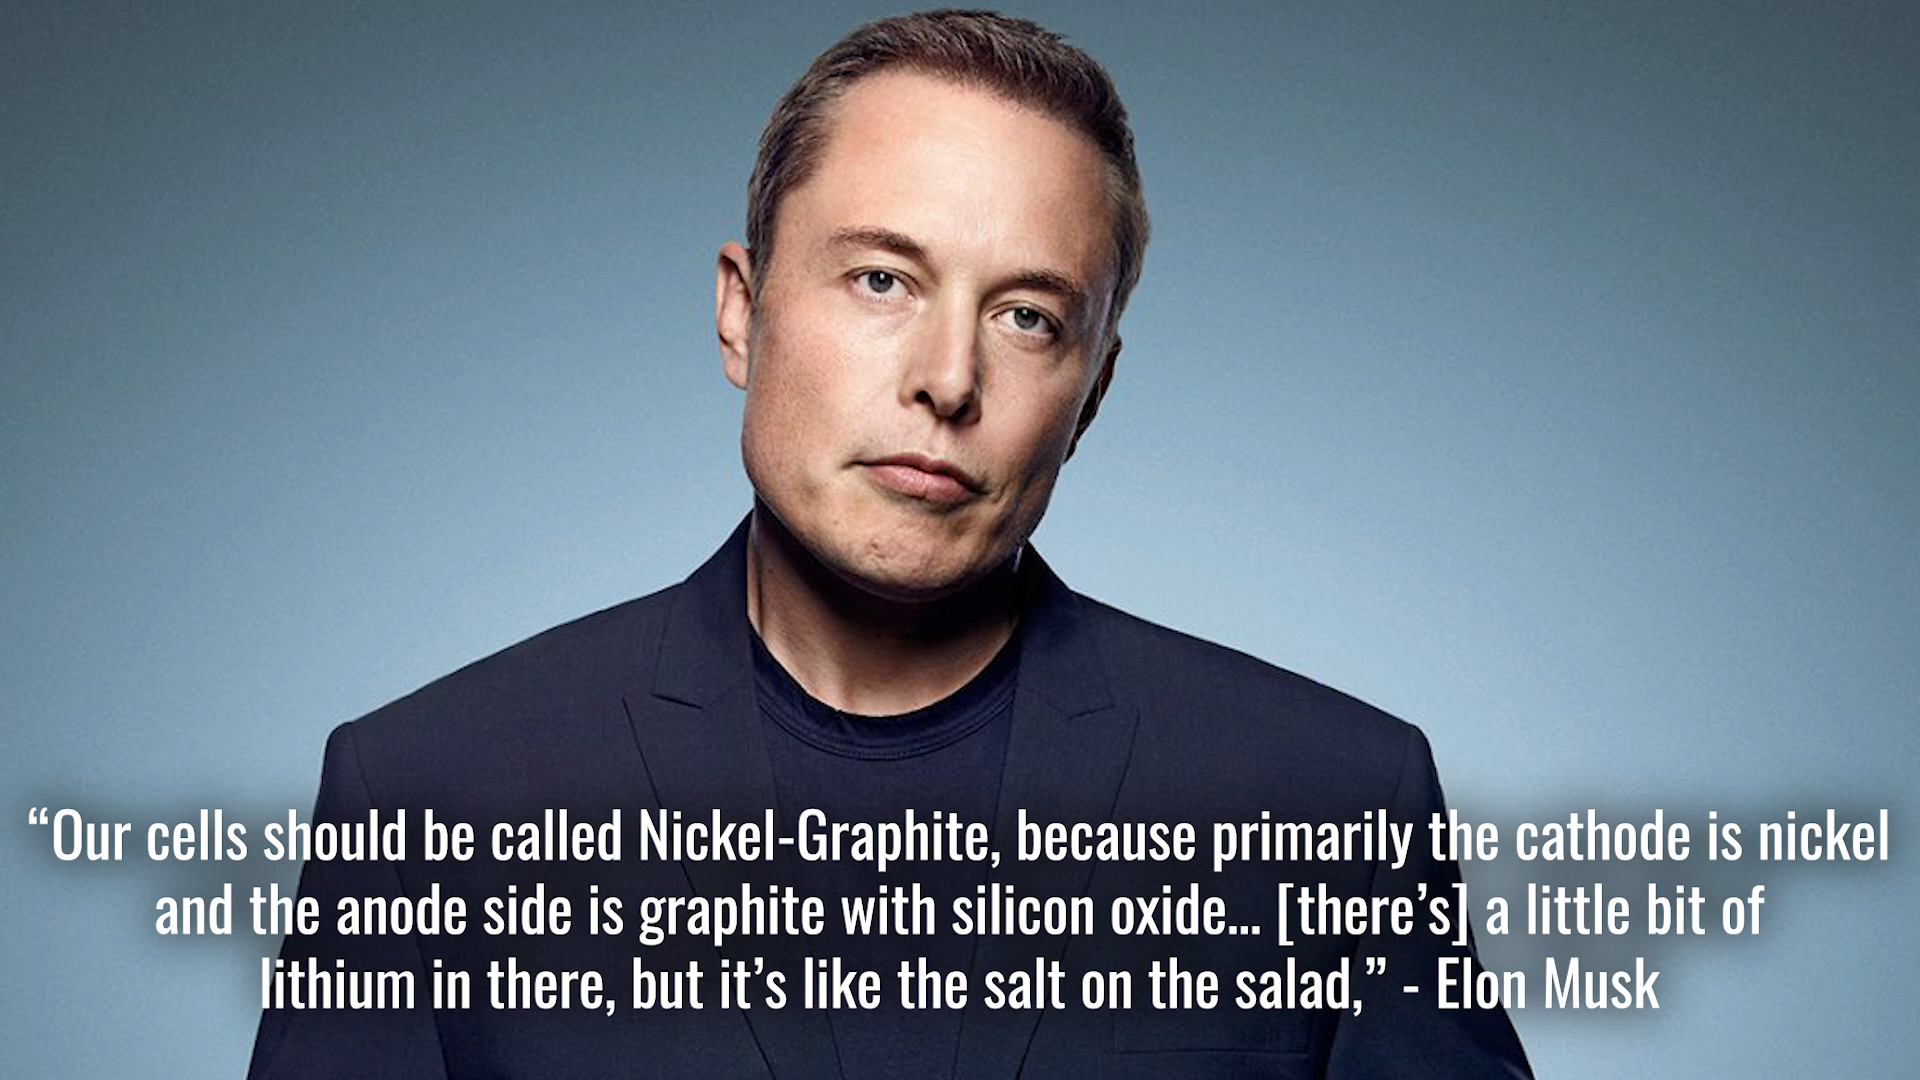 “Our cells should be called Nickel-Graphite, because primarily the cathode is nickel
and the anode side is graphite with silicon oxide... [there’s] a little bit of
lithium in there, but it’s like the salt on the salad,” - Elon Musk